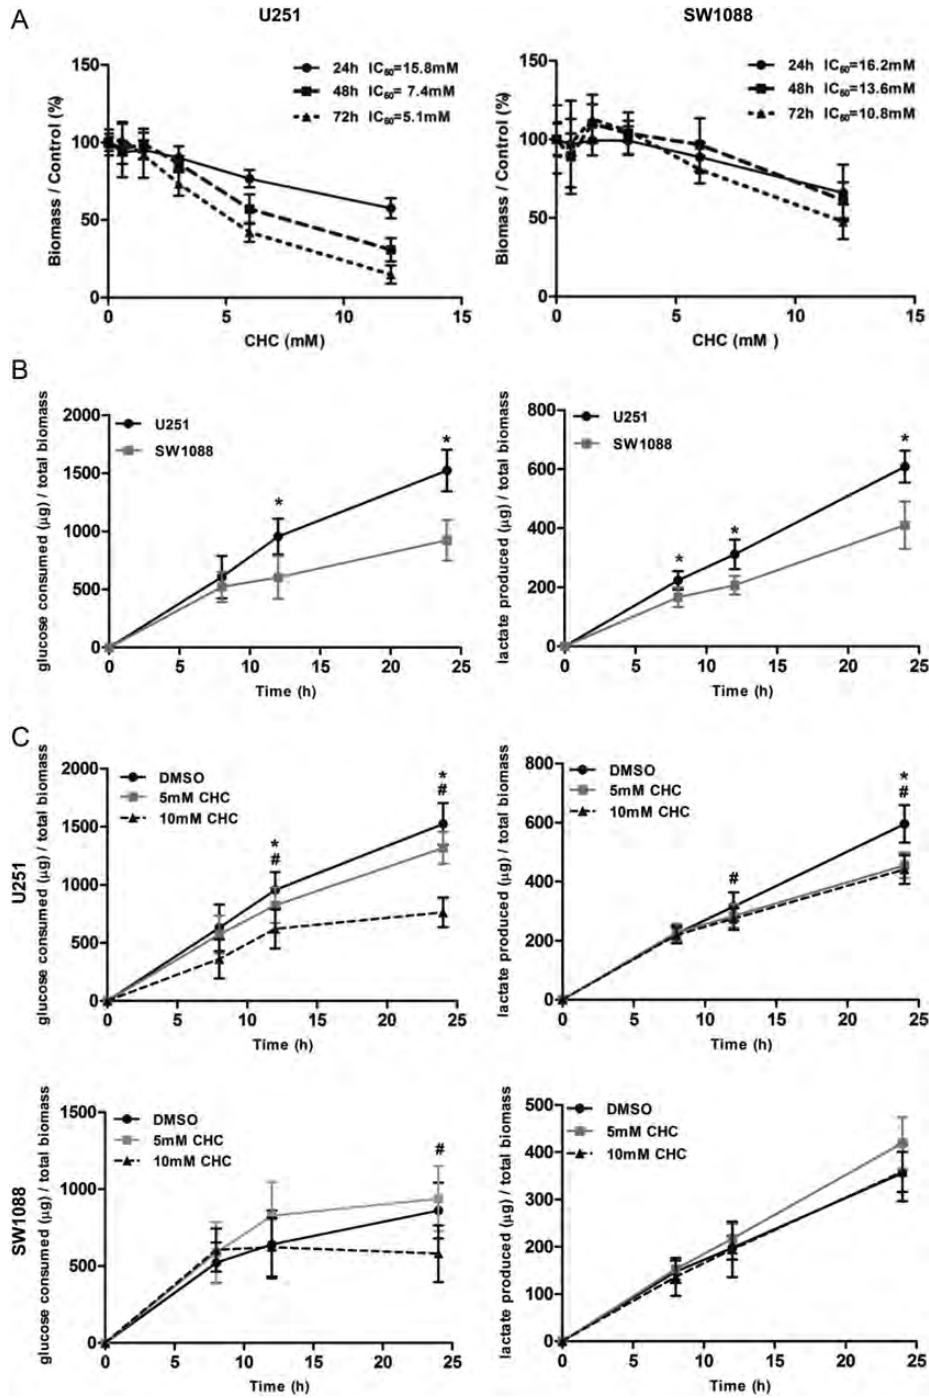 A
U251
SW1088
Biomass / Control (%)
150
100
50
0
24h IC50=15.8mM
48h IC50= 7.4mM
72h IC50=5.1mM
0 5 10 15
CHC (mM)
Biomass / Control (%)
150
100
50
0
24h IC50=16.2mM
48h IC50=13.6mM
72h IC50=10.8mM
0 5 10 15
CHC (mM )
B
glucose consumed (µg) / total biomass
2000
1500
1000
500
0
U251
SW1088
*
*
0 5 10 15 20 25
Time (h)
lactate produced (µg) / total biomass
800
600
400
200
0
U251
SW1088
*
*
*
0 5 10 15 20 25
Time (h)
C
U251
glucose consumed (µg) / total biomass
2000
1500
1000
500
0
DMSO
5mM CHC
10mM CHC
*
#
*
#
0 5 10 15 20 25
Time (h)
lactate produced (µg) / total biomass
800
600
400
200
0
DMSO
5mM CHC
10mM CHC
#
*
#
0 5 10 15 20 25
Time (h)
SW1088
glucose consumed (µg) / total biomass
1500
1000
500
0
DMSO
5mM CHC
10mM CHC
#
0 5 10 15 20 25
Time (h)
lactate produced (µg) / total biomass
500
400
300
200
100
0
DMSO
5mM CHC
10mM CHC
0 5 10 15 20 25
Time (h)